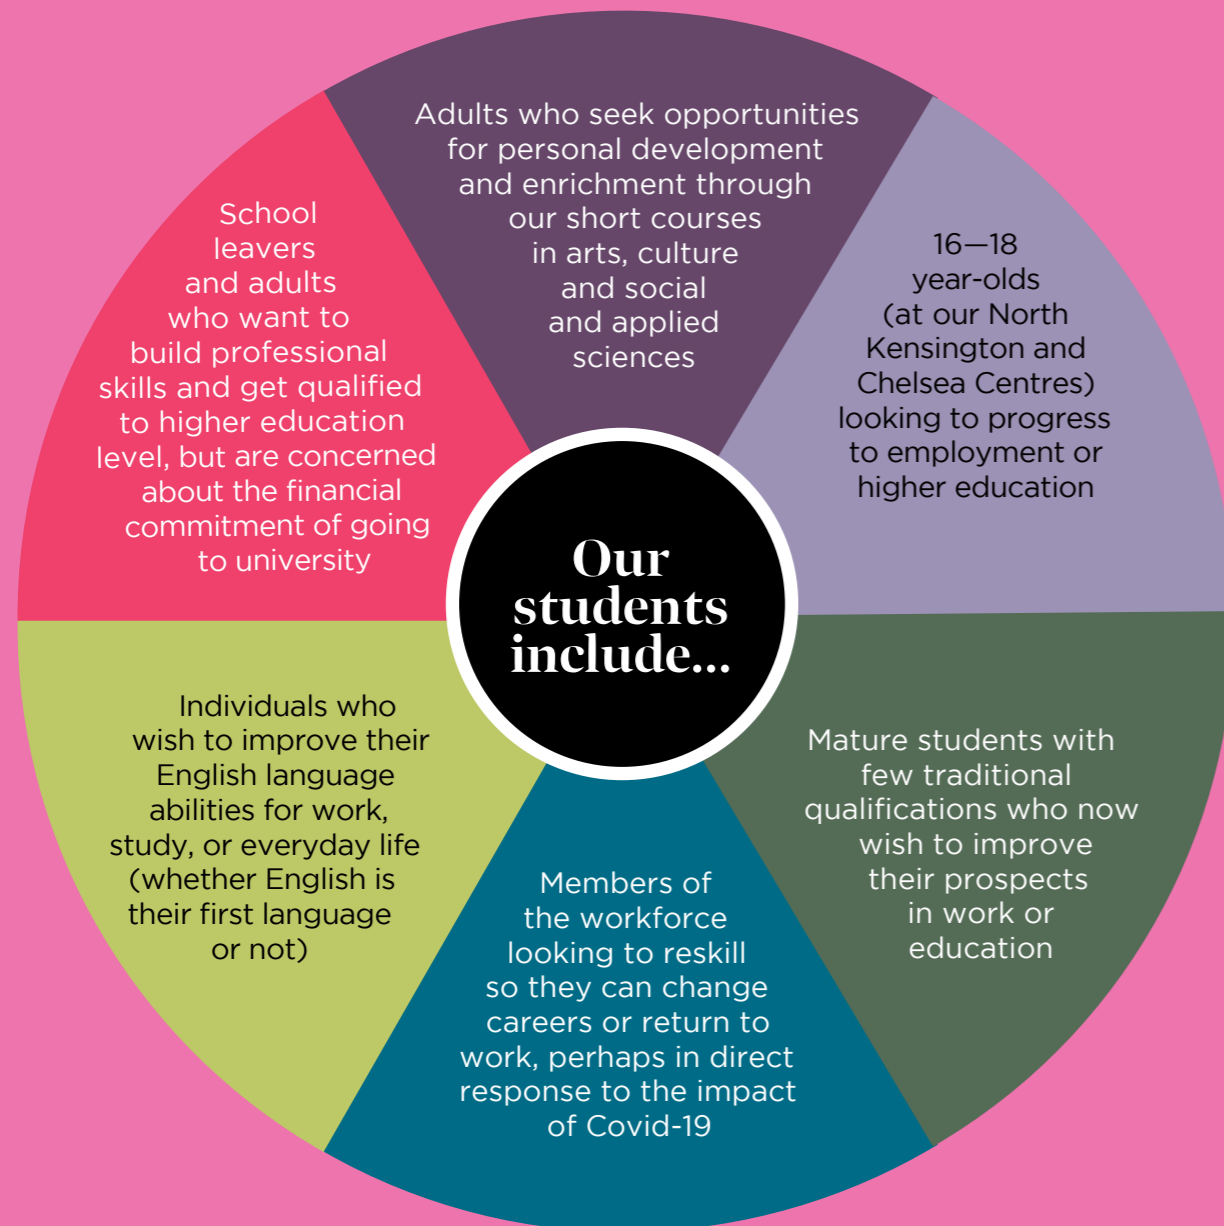 Our
students
include...
Adults who seek opportunities
for personal development
and enrichment through
our short courses
in arts, culture
and social
and applied
sciences
16—18
year-olds
(at our North
Kensington and
Chelsea Centres)
looking to progress
to employment or
higher education
Mature students with
few traditional
qualifications who now
wish to improve
their prospects
in work or
education
Members of
the workforce
looking to reskill
so they can change
careers or return to
work, perhaps in direct
response to the impact
of Covid-19
Individuals who
wish to improve their
English language
abilities for work,
study, or everyday life
(whether English is
their first language
or not)
School
leavers
and adults
who want to
build professional
skills and get qualified
to higher education
level, but are concerned
about the financial
commitment of going
to university